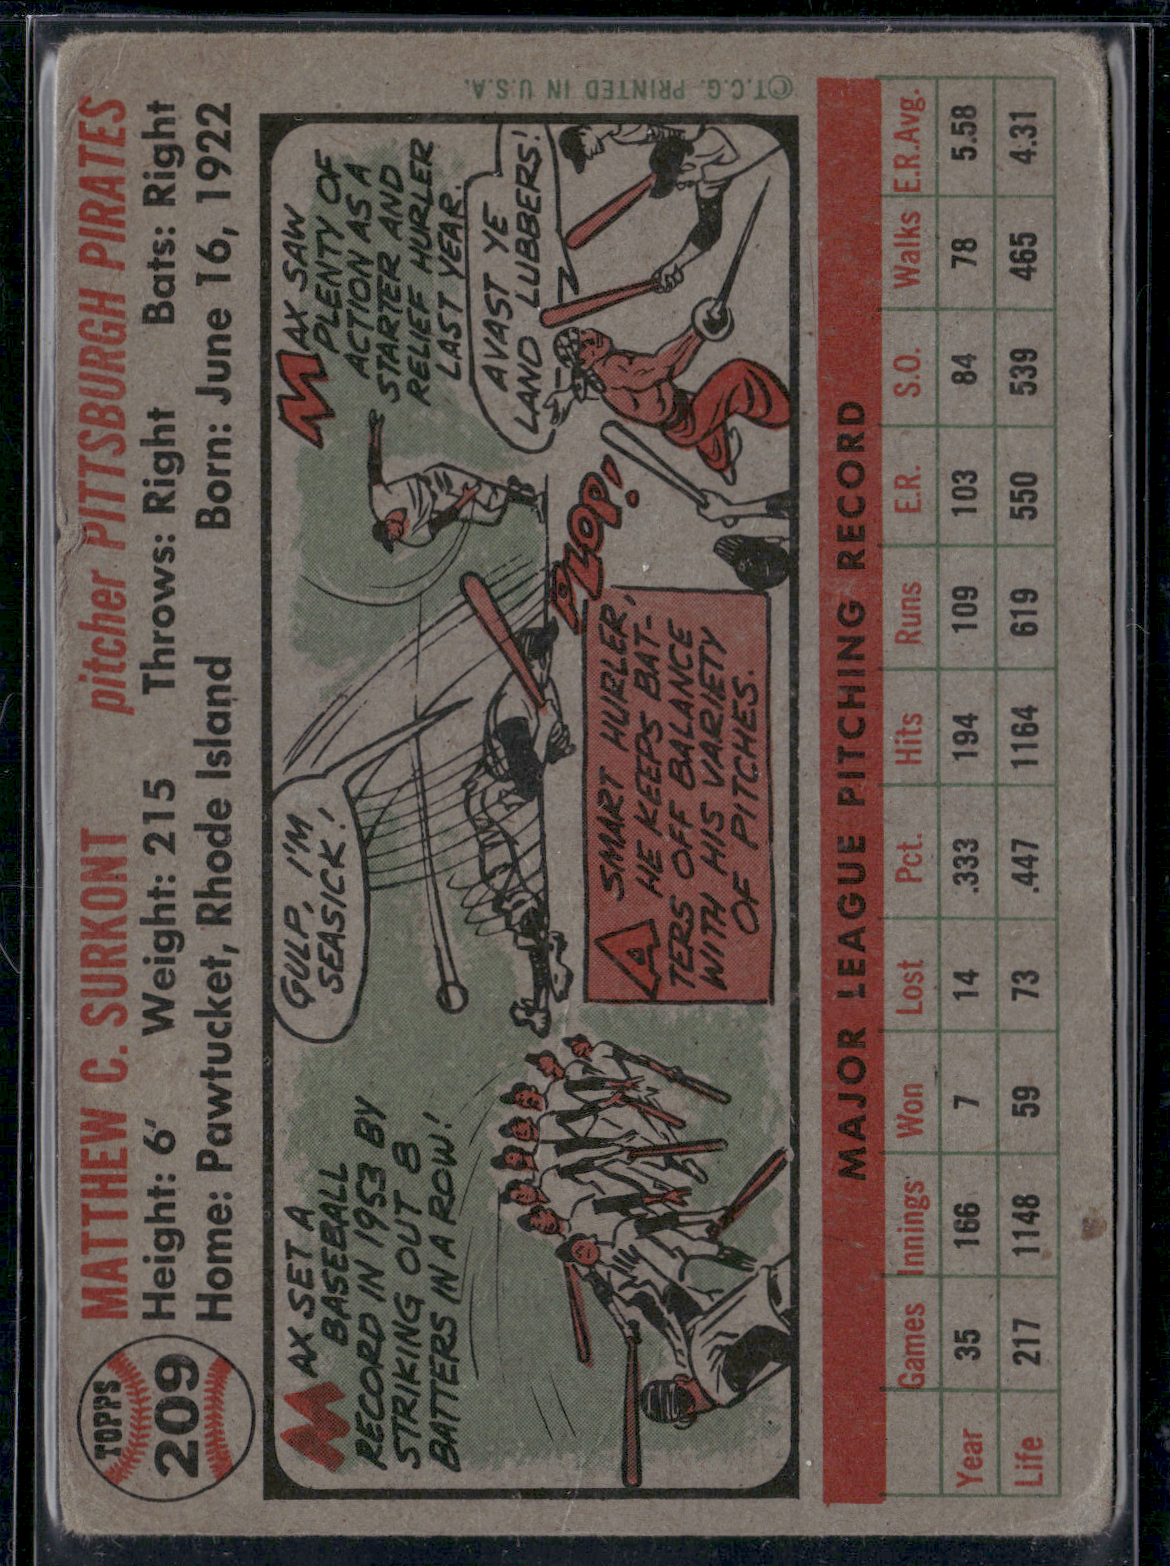 TOPPS
209
MATTHEW C. SURKONT pitcher PITTSBURGH PIRATES
Height: 6' Weight: 215 Throws: Right Bats: Right
Home: Pawtucket, Rhode Island Born: June 16, 1922
MAX SET A
BASEBALL
RECORD IN 1953 BY
STRIKING OUT 8
BATTERS IN A ROW!
GULP, I'M
SEASICK!
A SMART HURLER,
HE KEEPS BAT-
TERS OFF BALANCE
WITH HIS VARIETY
OF PITCHES.
MAX SAW
PLENTY OF
ACTION AS A
STARTER AND
RELIEF HURLER
LAST YEAR.
AVAST YE
LAND LUBBERS!
PLOP!
©T.C.G. PRINTED IN U.S.A.
MAJOR LEAGUE PITCHING RECORD
Games Innings Won Lost Pct. Hits Runs E.R. S.O. Walks E.R.Avg.
Year 35 166 7 14 .333 194 109 103 84 78 5.58
Life 217 1148 59 73 .447 1164 619 550 539 465 4.31